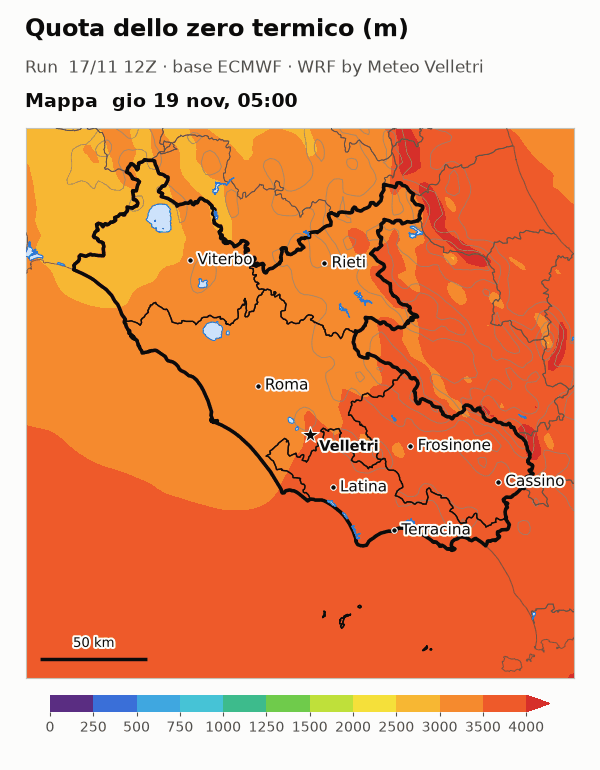 Quota dello zero termico (m)
Run  17/11 12Z · base ECMWF · WRF by Meteo Velletri
Mappa  gio 19 nov, 05:00
Viterbo
Rieti
Roma
Velletri
Frosinone
Latina
Cassino
Terracina
50 km
0 250 500 750 1000 1250 1500 2000 2500 3000 3500 4000